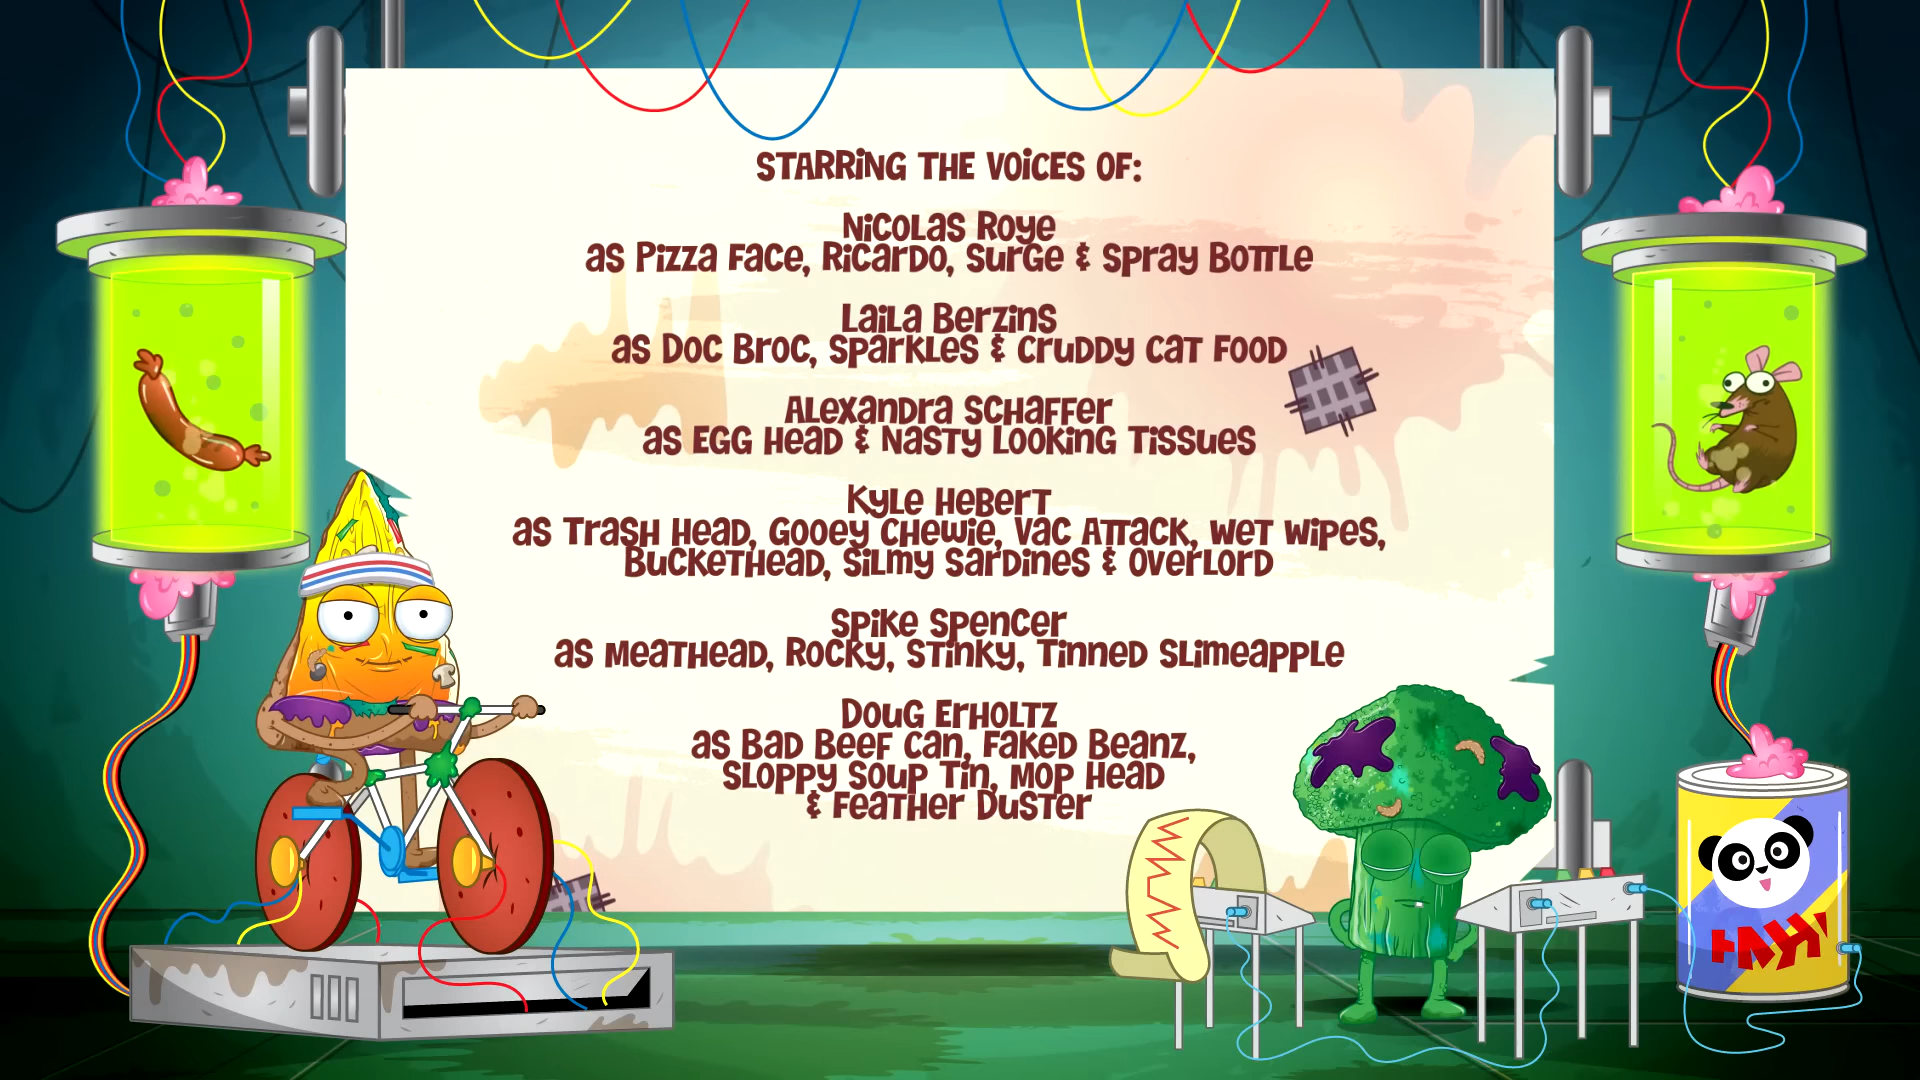 STARRING THE VOICES OF:
Nicolas Roye
as Pizza Face, Ricardo, Surge & Spray Bottle
Laila Berzins
as Doc Broc, Sparkles & Cruddy Cat Food
Alexandra Schaffer
as Egg Head & Nasty Looking Tissues
Kyle Hebert
as Trash Head, Gooey Chewie, Vac Attack, Wet Wipes,
Buckethead, Silmy Sardines & Overlord
Spike Spencer
as Meathead, Rocky, Stinky, Tinned Slimeapple
Doug Erholtz
as Bad Beef Can, Faked Beanz,
Sloppy Soup Tin, Mop Head
& Feather Duster